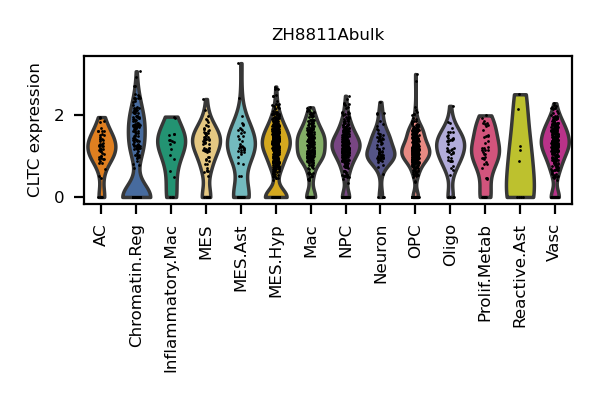 ZH8811Abulk
CLTC expression
2
0
AC
Chromatin.Reg
Inflammatory.Mac
MES
MES.Ast
MES.Hyp
Mac
NPC
Neuron
OPC
Oligo
Prolif.Metab
Reactive.Ast
Vasc